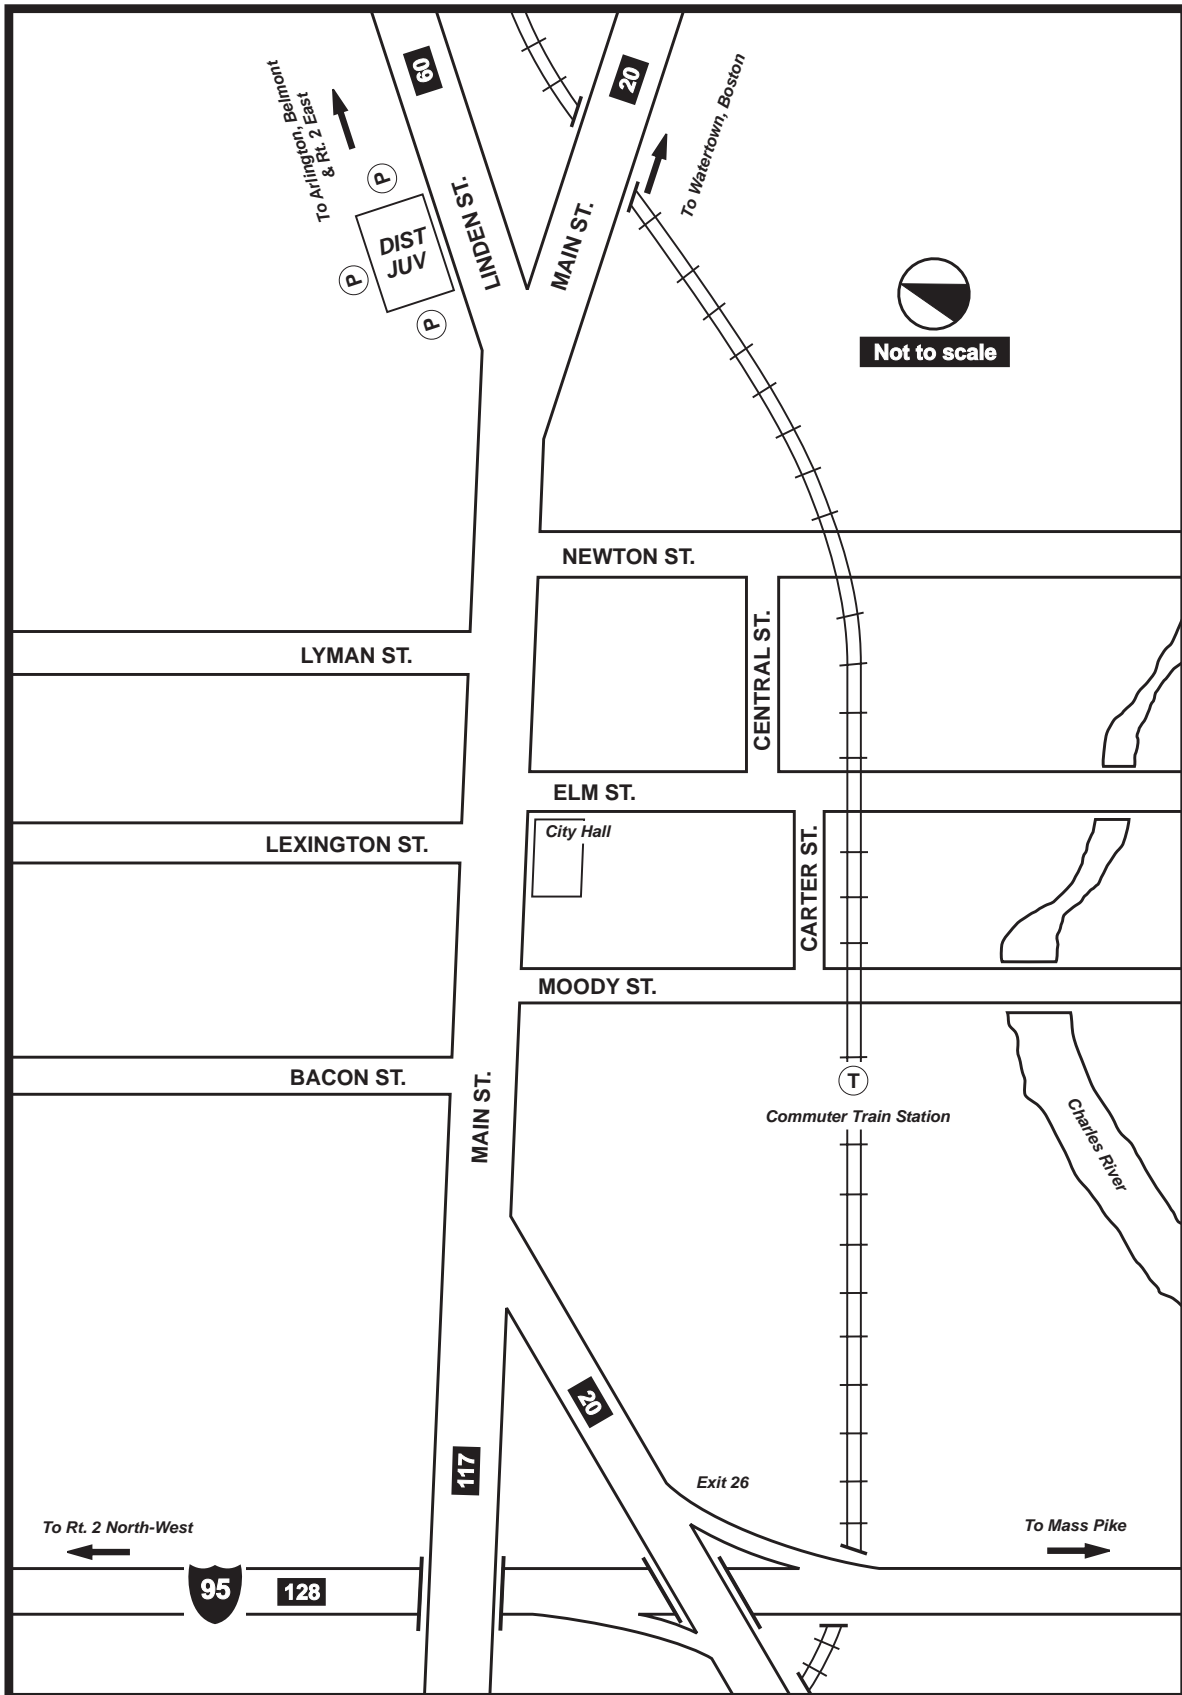 60
20
To Arlington, Belmont
& Rt. 2 East
To Watertown, Boston
P
LINDEN ST.
MAIN ST.
DIST
JUV
P
P
Not to scale
NEWTON ST.
LYMAN ST.
CENTRAL ST.
ELM ST.
City Hall
LEXINGTON ST.
CARTER ST.
MOODY ST.
BACON ST.
MAIN ST.
T
Commuter Train Station
Charles River
20
117
Exit 26
To Rt. 2 North-West
To Mass Pike
95
128